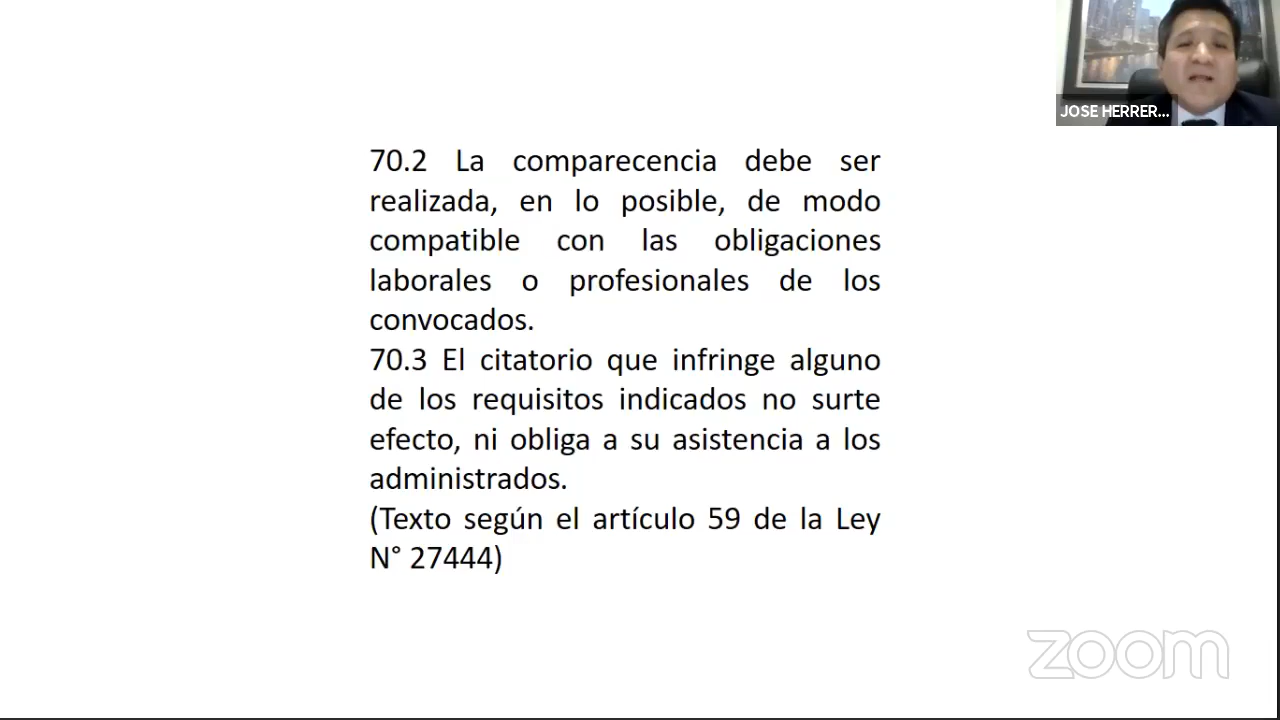 JOSE HERRER...
70.2 La comparecencia debe ser
realizada, en lo posible, de modo
compatible con las obligaciones
laborales o profesionales de los
convocados.
70.3 El citatorio que infringe alguno
de los requisitos indicados no surte
efecto, ni obliga a su asistencia a los
administrados.
(Texto según el artículo 59 de la Ley
N° 27444)
zoom